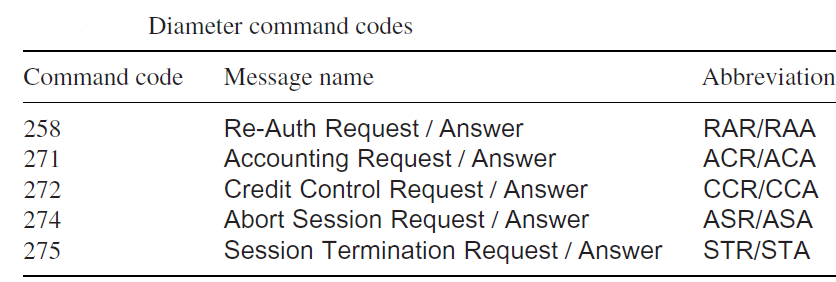 Diameter command codes
Command code Message name Abbreviation
258 Re-Auth Request / Answer RAR/RAA
271 Accounting Request / Answer ACR/ACA
272 Credit Control Request / Answer CCR/CCA
274 Abort Session Request / Answer ASR/ASA
275 Session Termination Request / Answer STR/STA